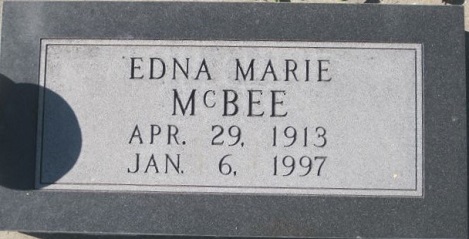 EDNA MARIE
McBEE
APR. 29, 1913
JAN. 6, 1997